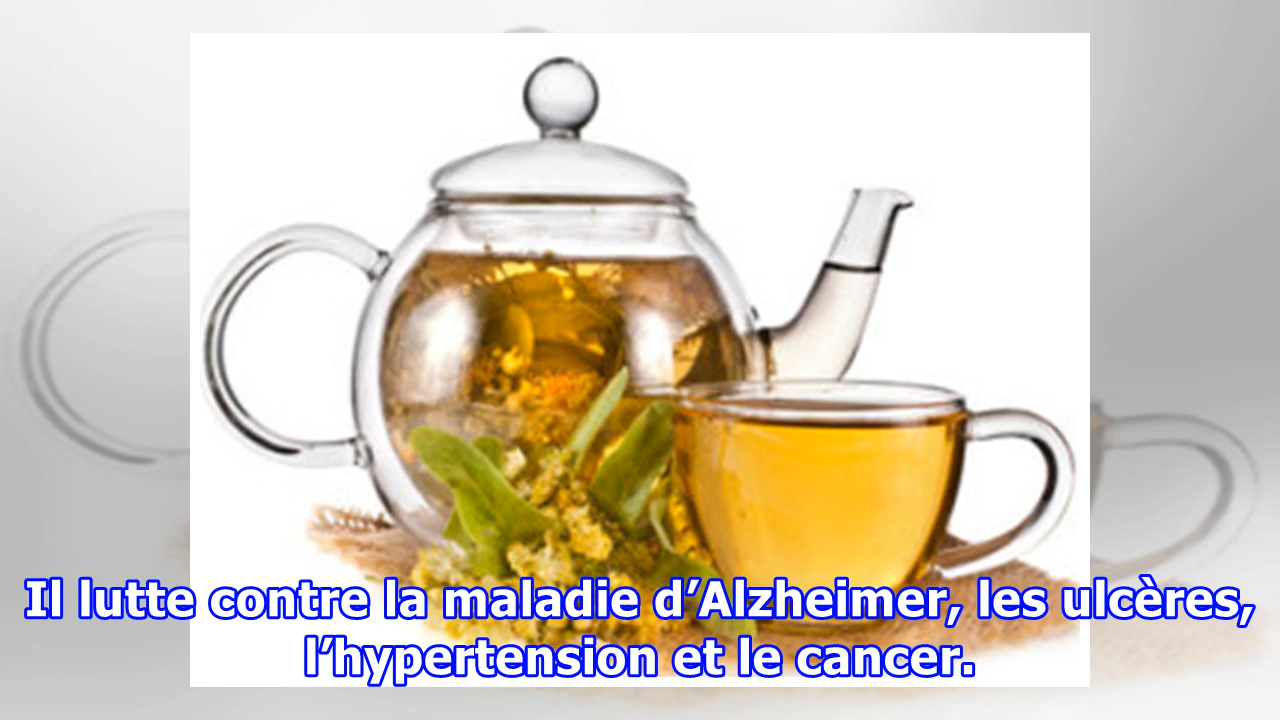 Il lutte contre la maladie d’Alzheimer, les ulcères,
l’hypertension et le cancer.